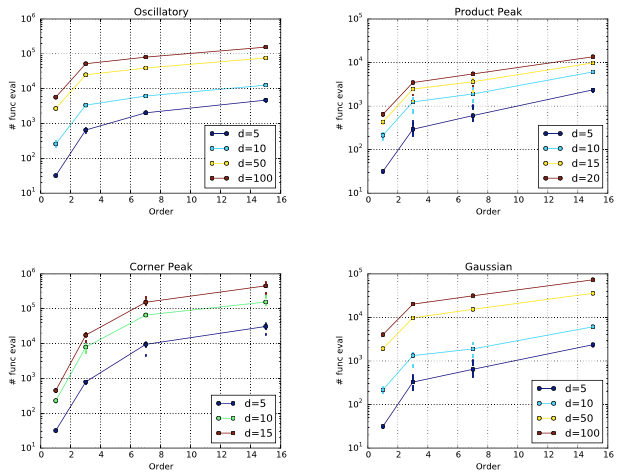 Oscillatory
10^6
10^5
10^4
10^3
10^2
10^1
# func eval
0 2 4 6 8 10 12 14 16
Order
d=5
d=10
d=50
d=100
Product Peak
10^5
10^4
10^3
10^2
10^1
# func eval
0 2 4 6 8 10 12 14 16
Order
d=5
d=10
d=15
d=20
Corner Peak
10^6
10^5
10^4
10^3
10^2
10^1
# func eval
0 2 4 6 8 10 12 14 16
Order
d=5
d=10
d=15
Gaussian
10^5
10^4
10^3
10^2
10^1
# func eval
0 2 4 6 8 10 12 14 16
Order
d=5
d=10
d=50
d=100